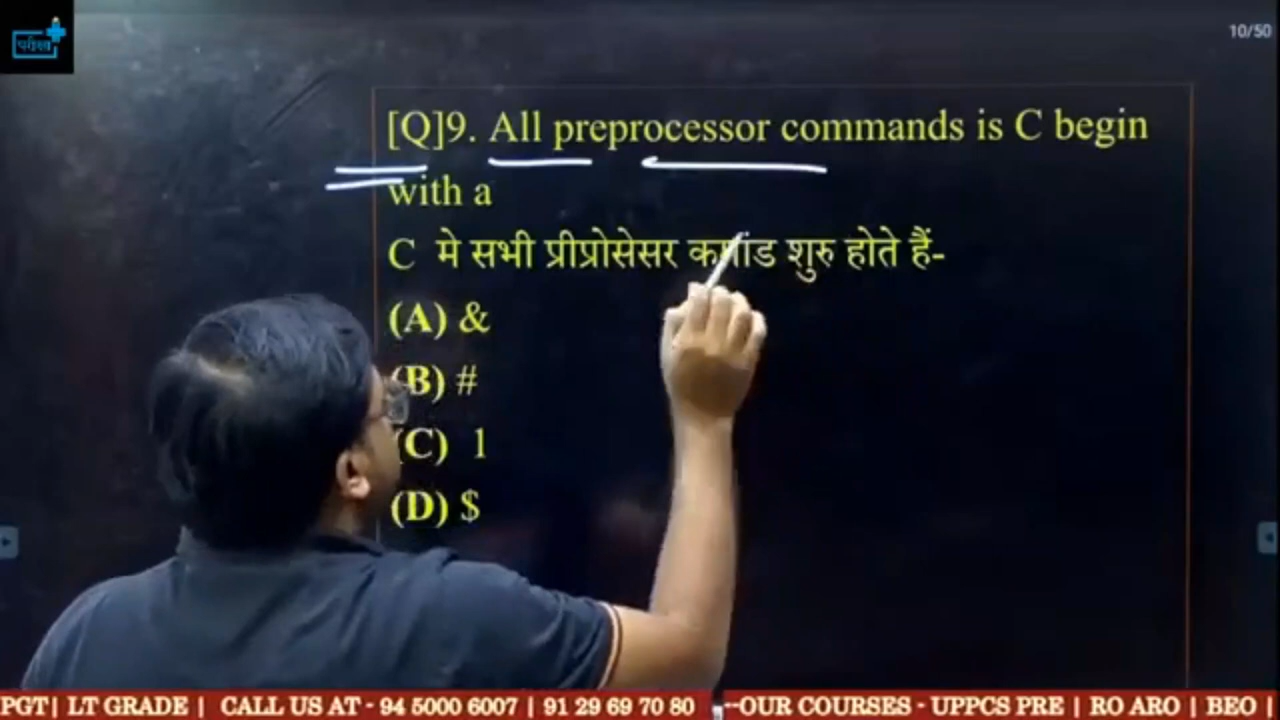 परीक्षा
10/50
[Q]9. All preprocessor commands is C begin
with a
C मे सभी प्रीप्रोसेसर कमांड शुरु होते हैं-
(A) &
(B) #
(C) 1
(D) $
PGT| LT GRADE | CALL US AT - 94 5000 6007 | 91 29 69 70 80 --OUR COURSES - UPPCS PRE | RO ARO | BEO |